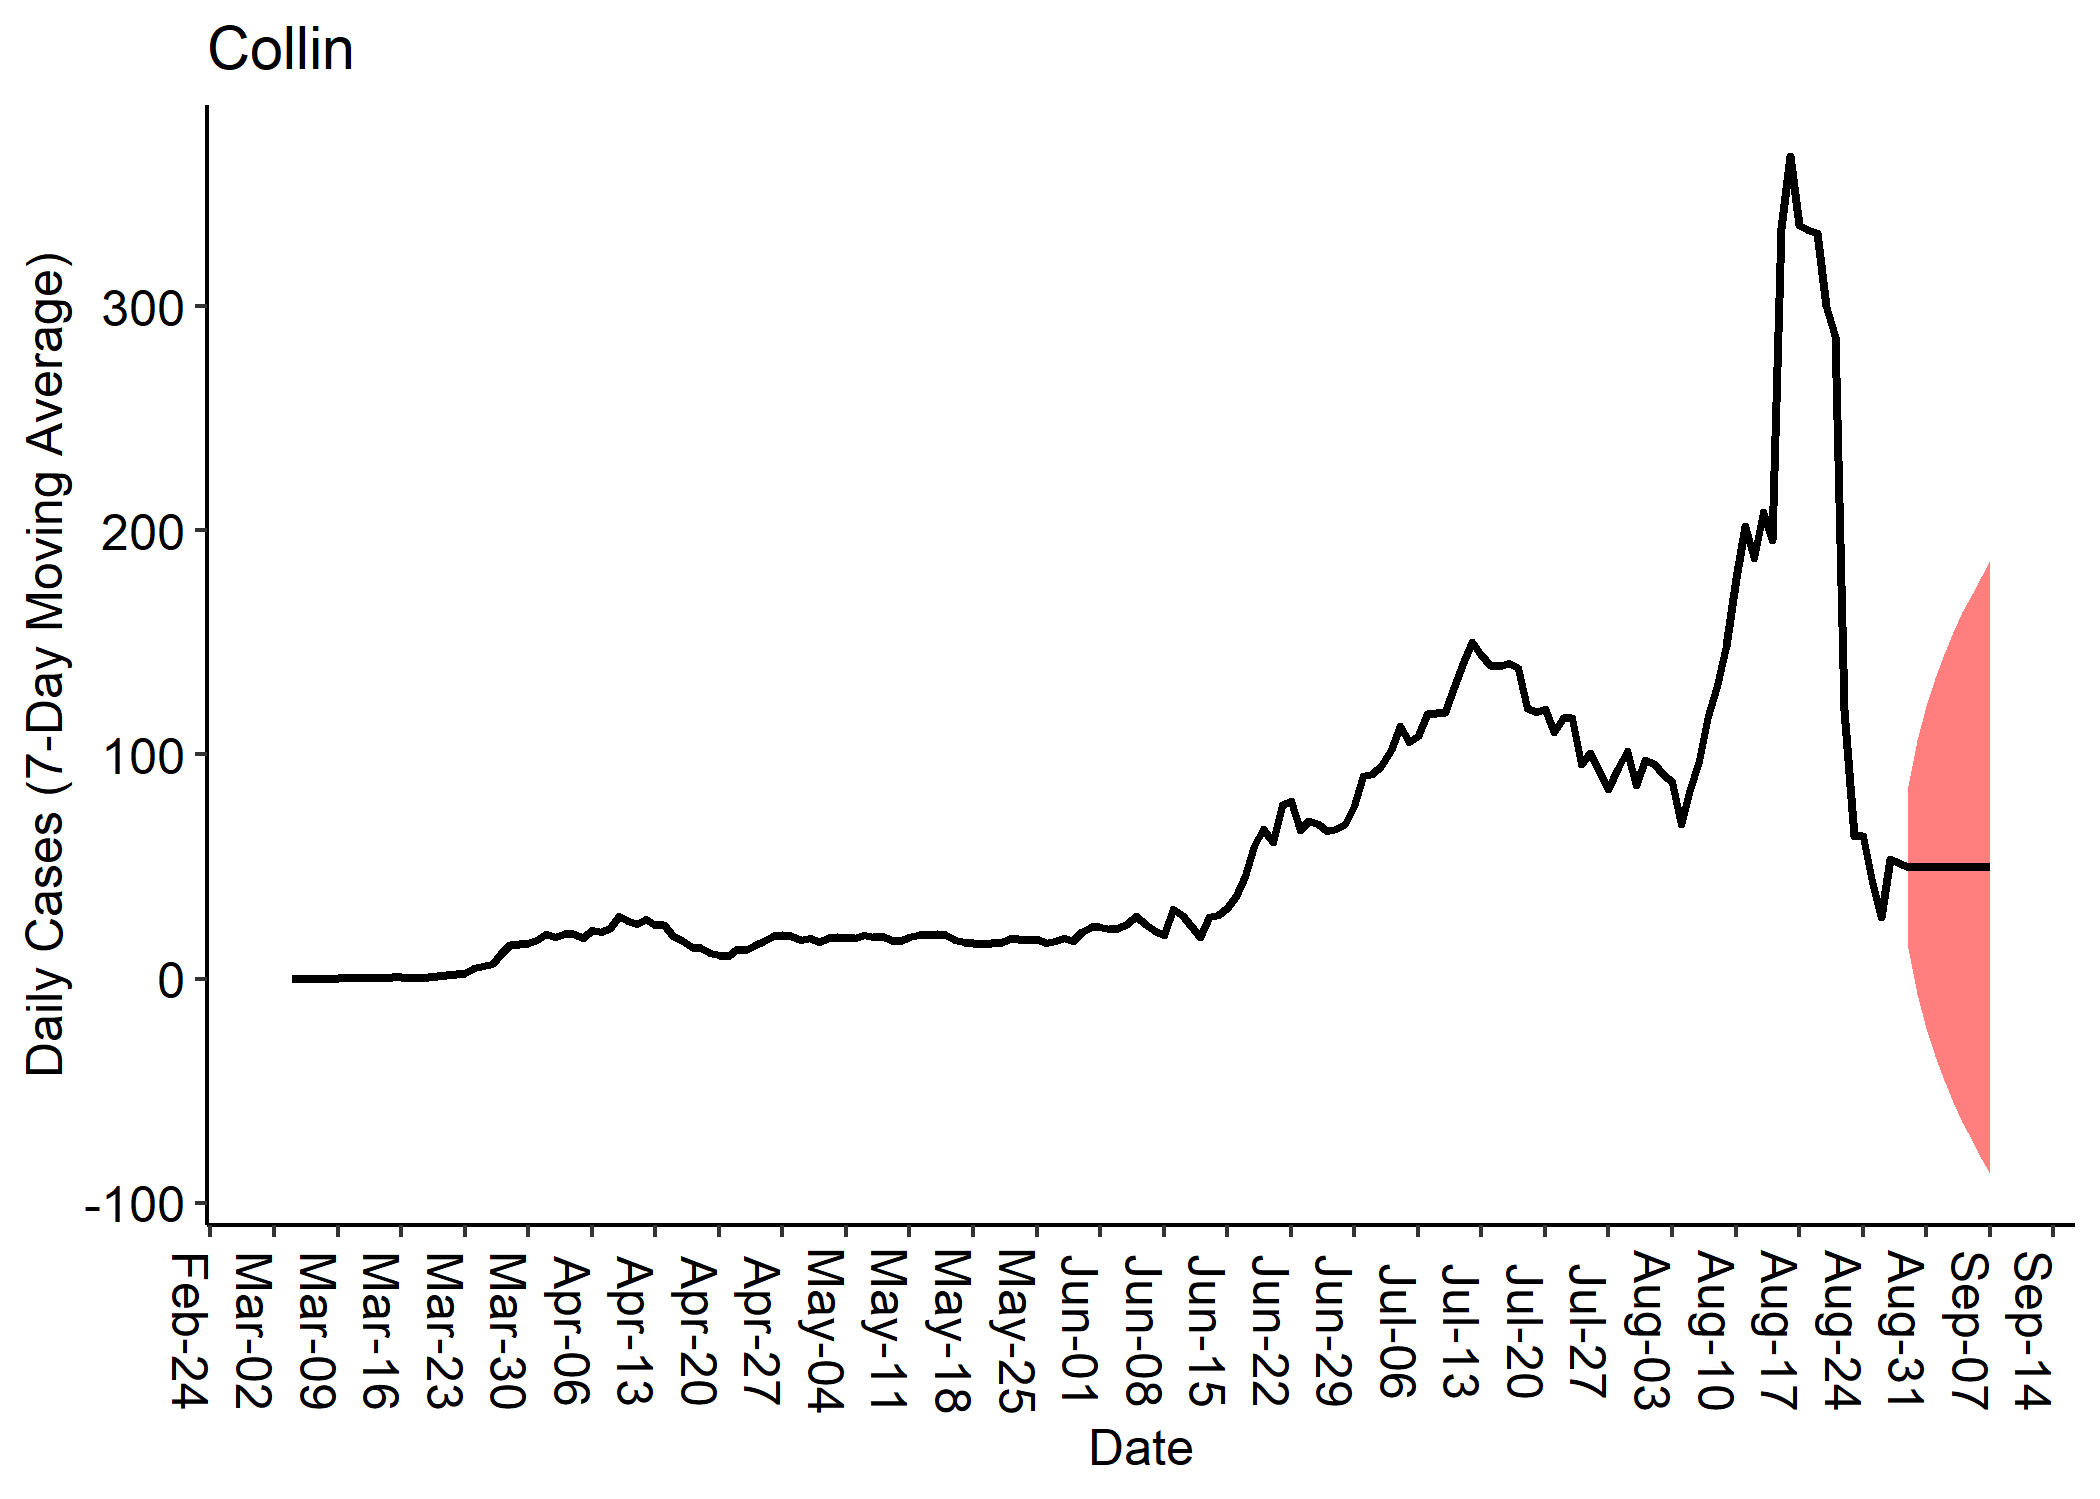 Collin
Daily Cases (7-Day Moving Average)
300
200
100
0
-100
Feb-24
Mar-02
Mar-09
Mar-16
Mar-23
Mar-30
Apr-06
Apr-13
Apr-20
Apr-27
May-04
May-11
May-18
May-25
Jun-01
Jun-08
Jun-15
Jun-22
Jun-29
Jul-06
Jul-13
Jul-20
Jul-27
Aug-03
Aug-10
Aug-17
Aug-24
Aug-31
Sep-07
Sep-14
Date